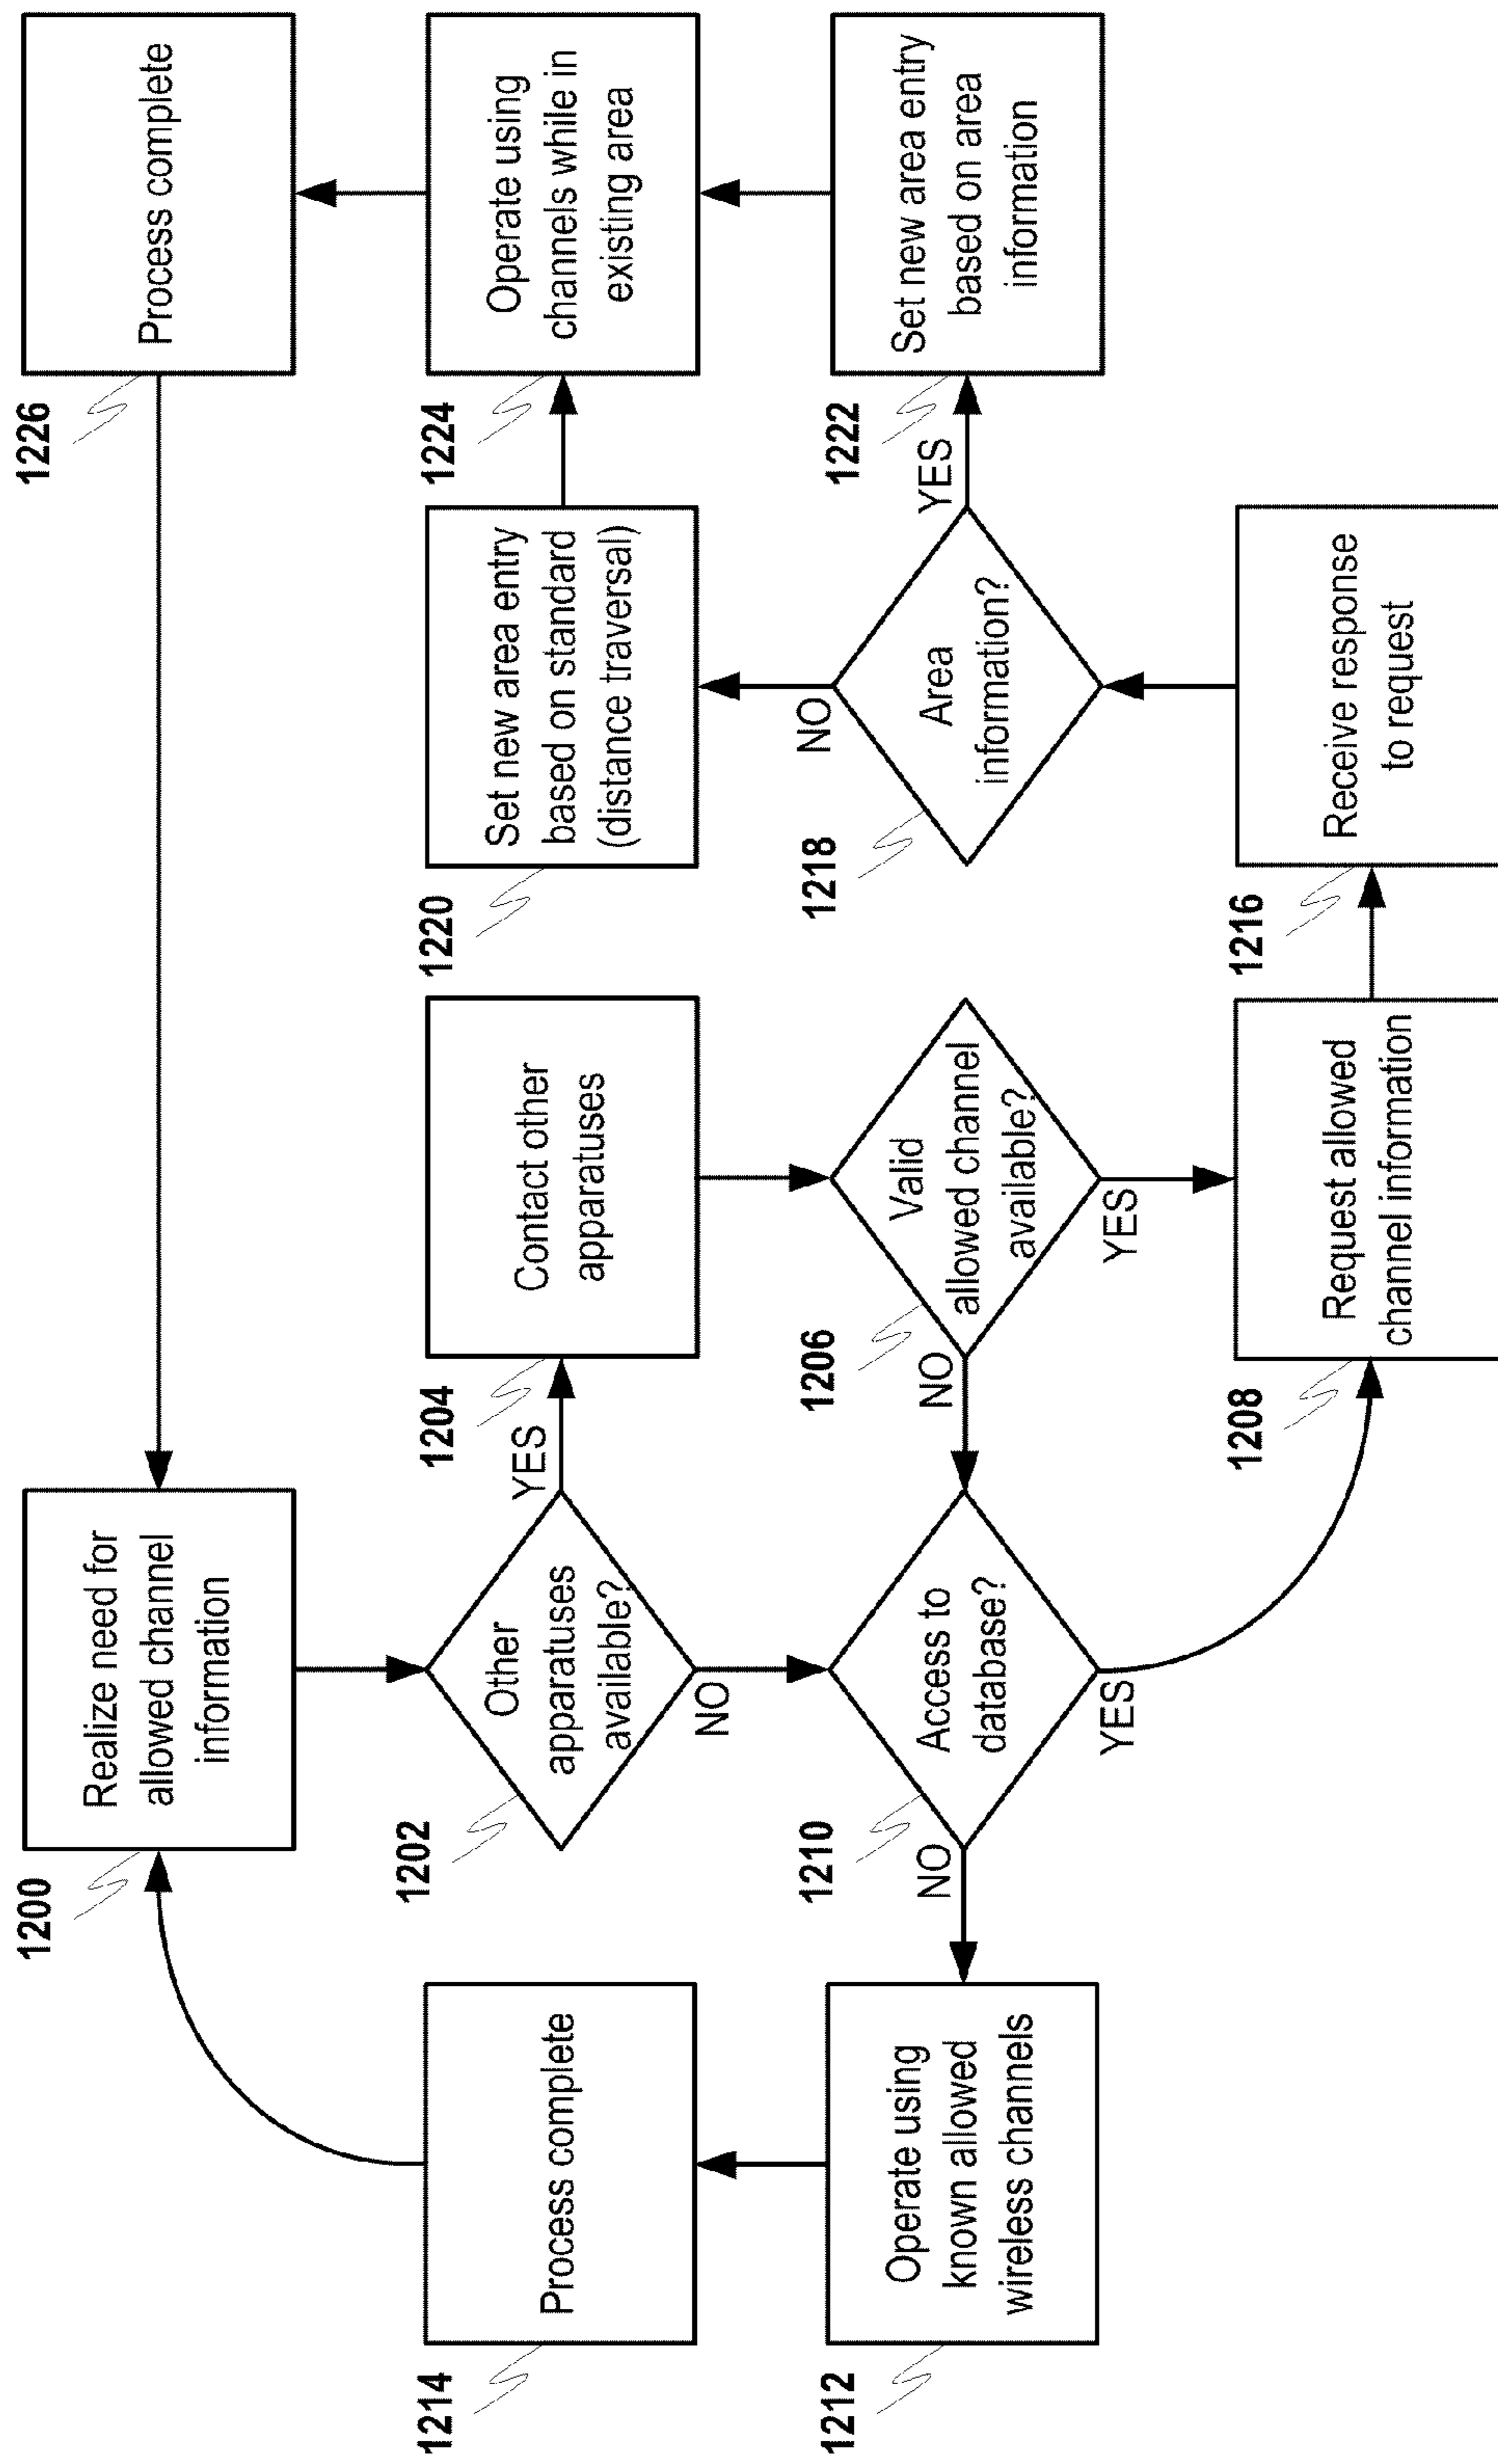 1200
Realize need for
allowed channel
information
1202
Other
apparatuses
available?
YES
NO
1204
Contact other
apparatuses
1206
Valid
allowed channel
available?
NO
YES
1208
Request allowed
channel information
1210
Access to
database?
NO
YES
1212
Operate using
known allowed
wireless channels
1214
Process complete
1216
Receive response
to request
1218
Area
information?
NO
YES
1220
Set new area entry
based on standard
(distance traversal)
1222
Set new area entry
based on area
information
1224
Operate using
channels while in
existing area
1226
Process complete